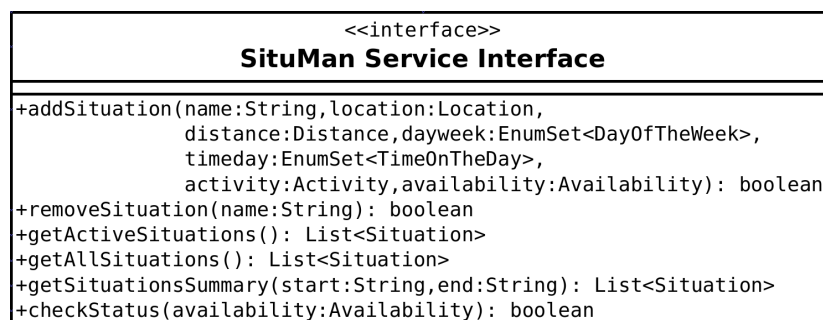 <<interface>>
SituMan Service Interface
+addSituation(name:String,location:Location,
distance:Distance,dayweek:EnumSet<DayOfTheWeek>,
timeday:EnumSet<TimeOnTheDay>,
activity:Activity,availability:Availability): boolean
+removeSituation(name:String): boolean
+getActiveSituations(): List<Situation>
+getAllSituations(): List<Situation>
+getSituationsSummary(start:String,end:String): List<Situation>
+checkStatus(availability:Availability): boolean